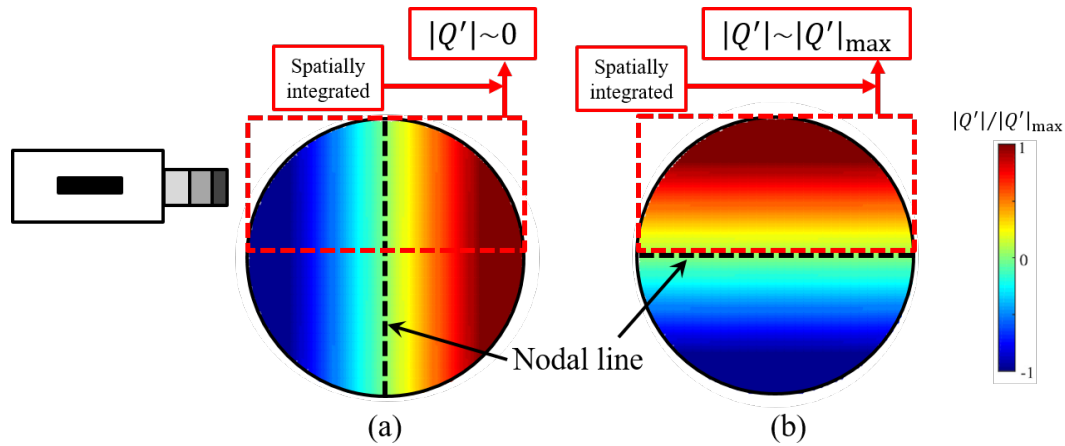 |Q′|~0
|Q′|~|Q′|max
Spatially
integrated
Spatially
integrated
|Q′|/|Q′|max
1
0
-1
Nodal line
(a)
(b)